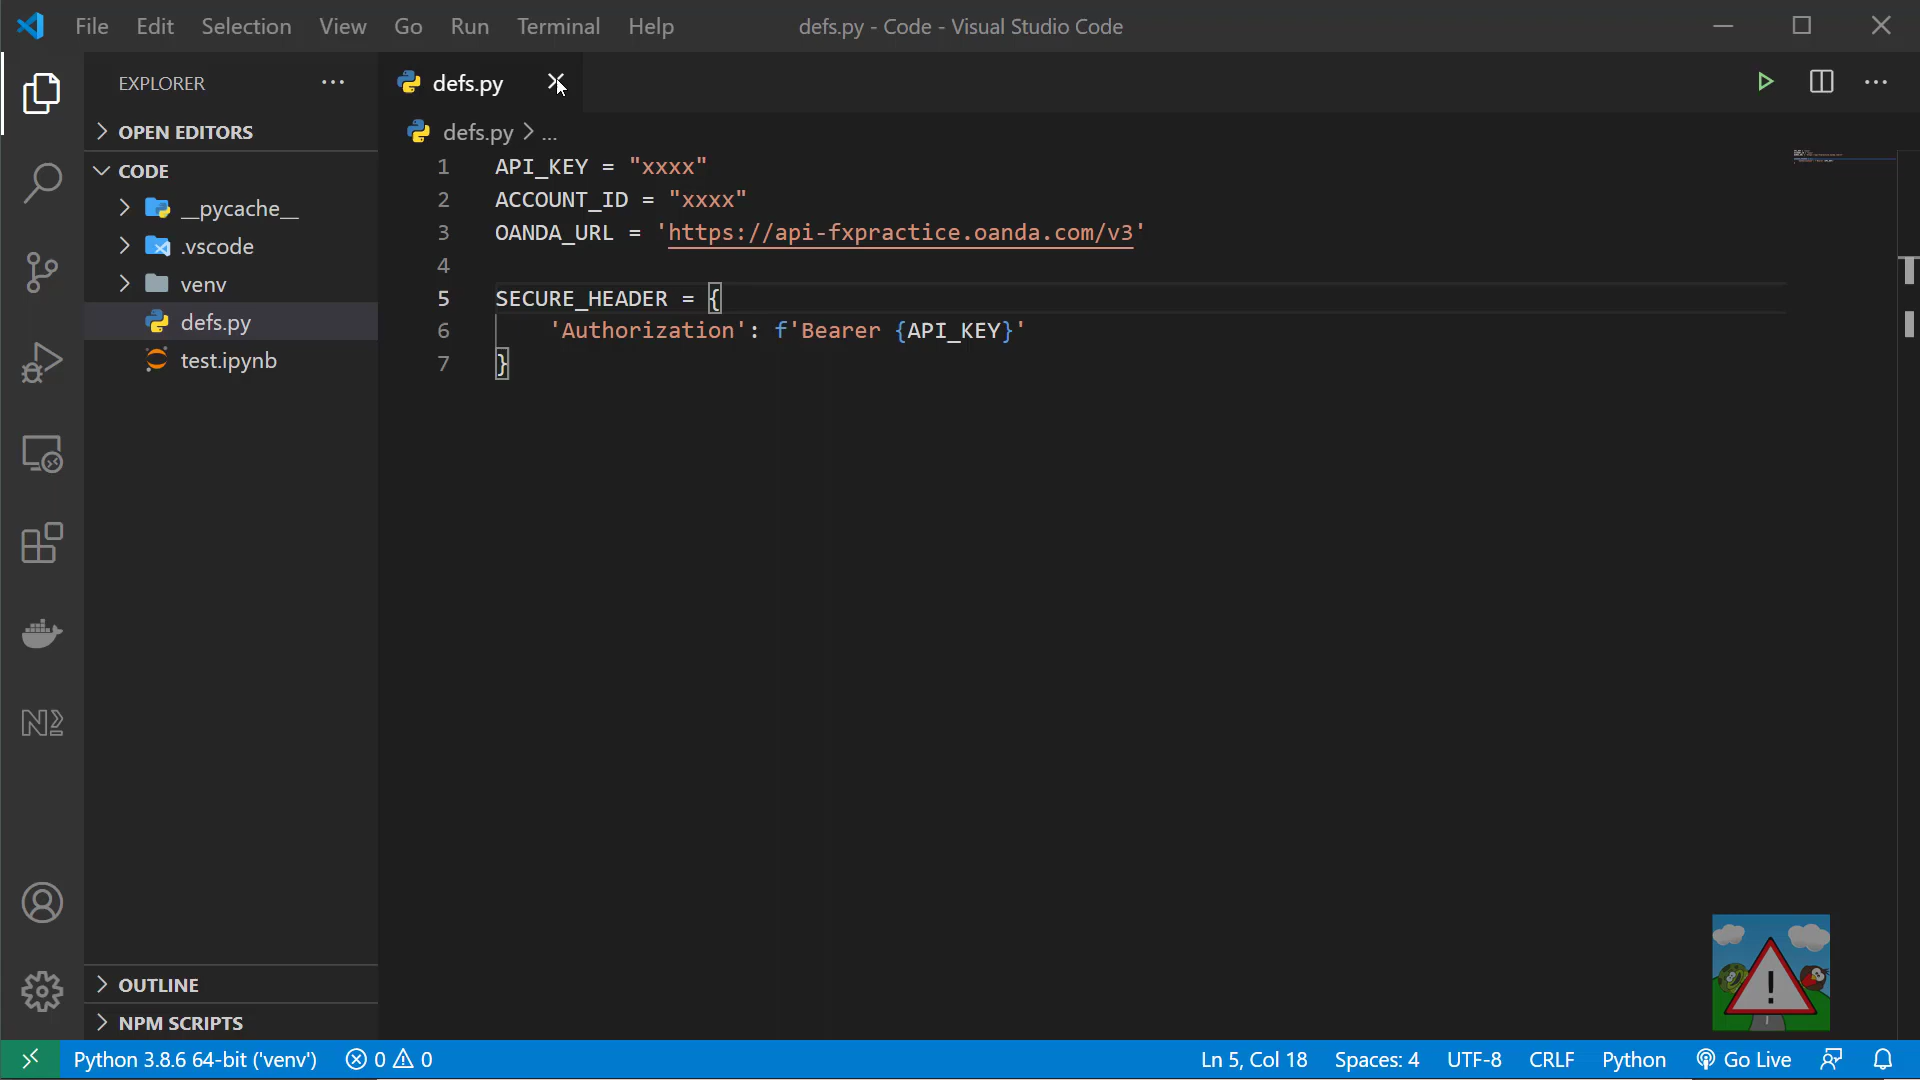 File Edit Selection View Go Run Terminal Help defs.py - Code - Visual Studio Code
EXPLORER
defs.py
OPEN EDITORS
defs.py > ...
CODE
__pycache__
.vscode
venv
defs.py
test.ipynb
1 API_KEY = "xxxx"
2 ACCOUNT_ID = "xxxx"
3 OANDA_URL = 'https://api-fxpractice.oanda.com/v3'
4
5 SECURE_HEADER = {
6 'Authorization': f'Bearer {API_KEY}'
7 }
OUTLINE
NPM SCRIPTS
Python 3.8.6 64-bit ('venv') 0 0 Ln 5, Col 18 Spaces: 4 UTF-8 CRLF Python Go Live